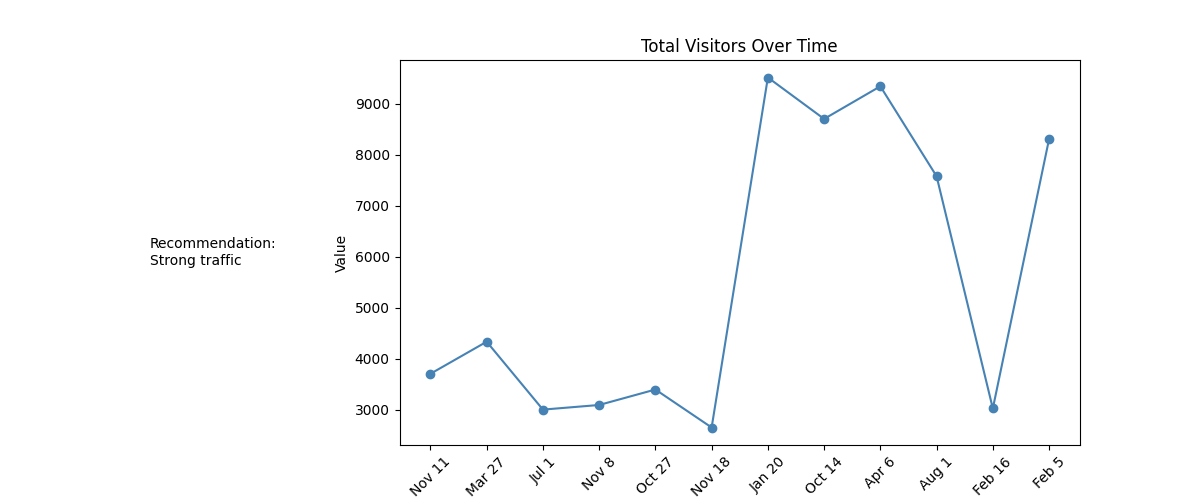 Total Visitors Over Time
Recommendation:
Strong traffic
Value
9000
8000
7000
6000
5000
4000
3000
Nov 11
Mar 27
Jul 1
Nov 8
Oct 27
Nov 18
Jan 20
Oct 14
Apr 6
Aug 1
Feb 16
Feb 5